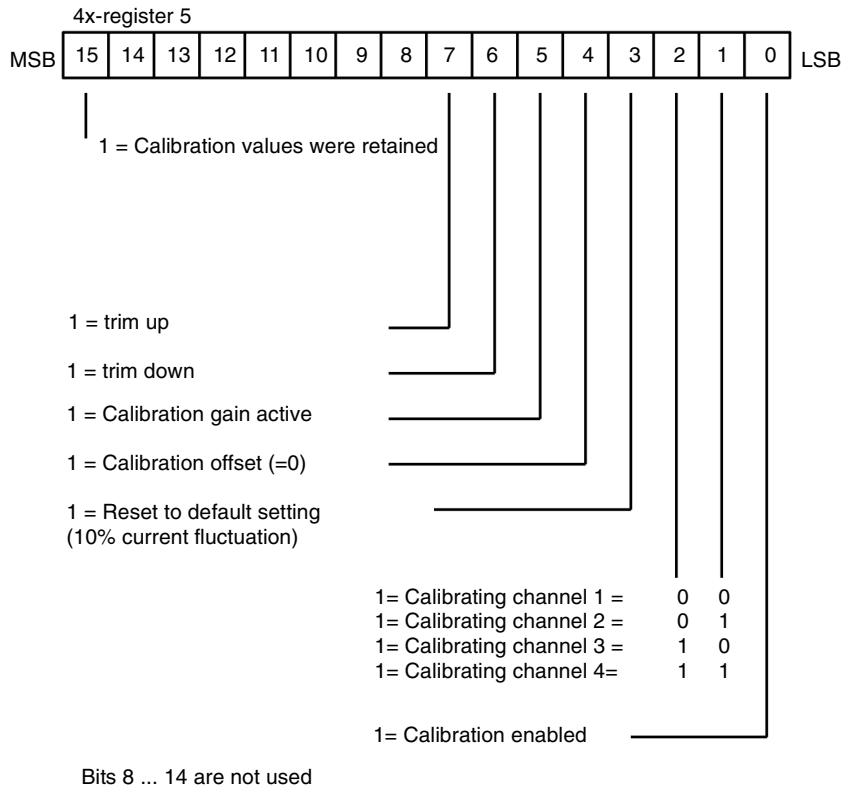 4x-register 5
MSB 15 14 13 12 11 10 9 8 7 6 5 4 3 2 1 0 LSB
1 = Calibration values were retained
1 = trim up
1 = trim down
1 = Calibration gain active
1 = Calibration offset (=0)
1 = Reset to default setting
(10% current fluctuation)
1= Calibrating channel 1 = 0 0
1= Calibrating channel 2 = 0 1
1= Calibrating channel 3 = 1 0
1= Calibrating channel 4= 1 1
1= Calibration enabled
Bits 8 ... 14 are not used